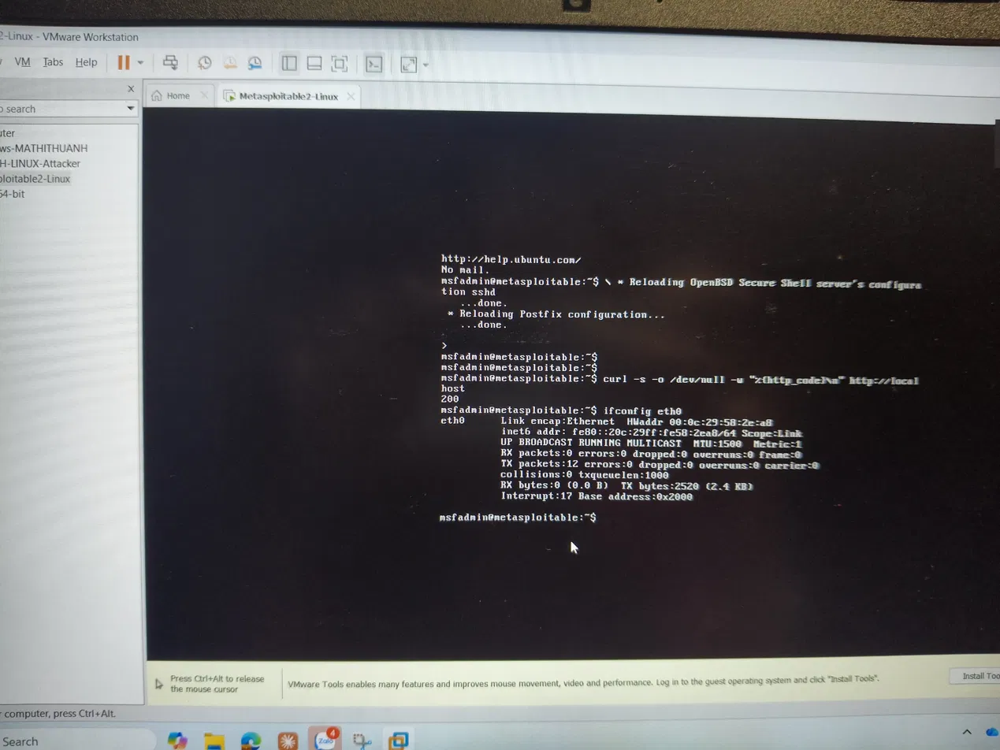 2-Linux - VMware Workstation
VM Tabs Help
Home
Metasploitable2-Linux
search
uter
ws-MATHITHUANH
H-LINUX-Attacker
ploitable2-Linux
64-bit
http://help.ubuntu.com/
No mail.
msfadmin@metasploitable:~$ \ * Reloading OpenBSD Secure Shell server's configura
tion sshd
...done.
* Reloading Postfix configuration...
...done.
>
msfadmin@metasploitable:~$
msfadmin@metasploitable:~$
msfadmin@metasploitable:~$ curl -s -o /dev/null -w "%{http_code}\n" http://local
host
200
msfadmin@metasploitable:~$ ifconfig eth0
eth0 Link encap:Ethernet HWaddr 00:0c:29:58:2e:a8
inet6 addr: fe80::20c:29ff:fe58:2ea8/64 Scope:Link
UP BROADCAST RUNNING MULTICAST MTU:1500 Metric:1
RX packets:0 errors:0 dropped:0 overruns:0 frame:0
TX packets:12 errors:0 dropped:0 overruns:0 carrier:0
collisions:0 txqueuelen:1000
RX bytes:0 (0.0 B) TX bytes:2520 (2.4 KB)
Interrupt:17 Base address:0x2000
msfadmin@metasploitable:~$
Press Ctrl+Alt to release
the mouse cursor
VMware Tools enables many features and improves mouse movement, video and performance. Log in to the guest operating system and click "Install Tools".
Install Too
computer, press Ctrl+Alt.
Search
Zalo
4